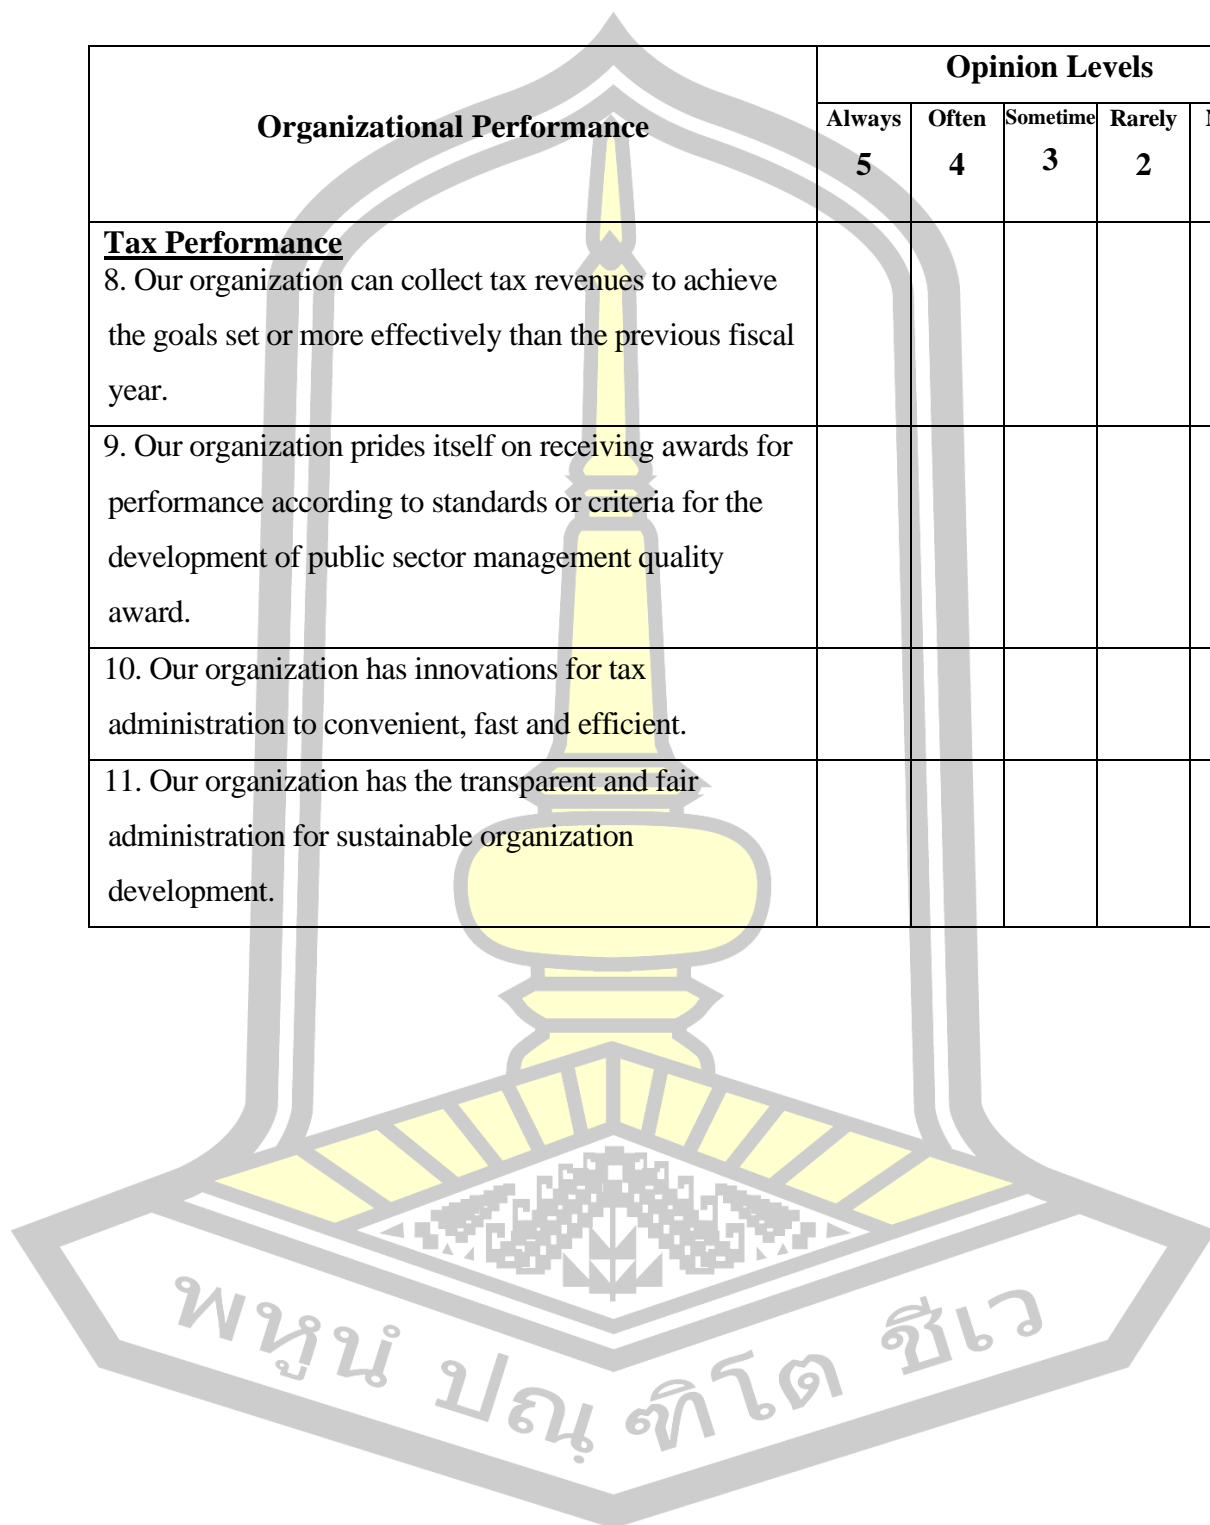 Organizational Performance
Opinion Levels
Always Often Sometime Rarely
5 4 3 2
Tax Performance
8. Our organization can collect tax revenues to achieve
the goals set or more effectively than the previous fiscal
year.
9. Our organization prides itself on receiving awards for
performance according to standards or criteria for the
development of public sector management quality
award.
10. Our organization has innovations for tax
administration to convenient, fast and efficient.
11. Our organization has the transparent and fair
administration for sustainable organization
development.
พหูนํ ปณฺฑิโต ชีเว